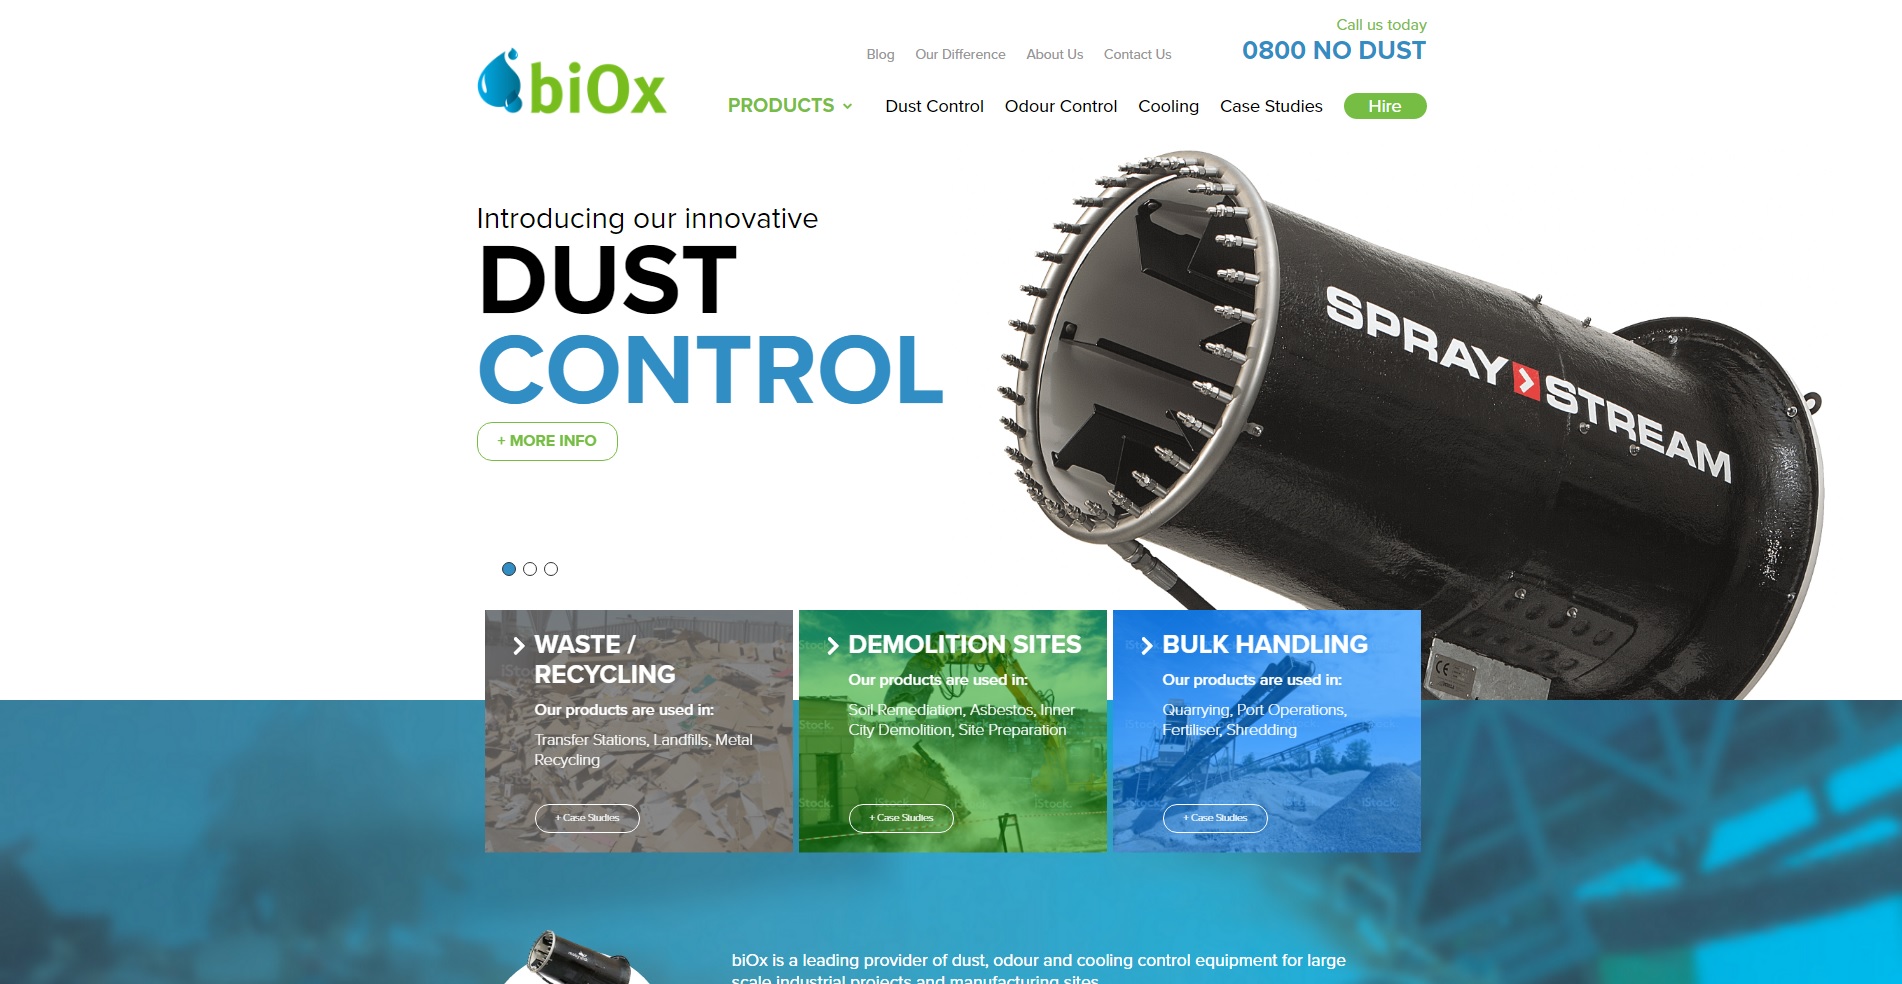 Call us today
0800 NO DUST
Blog Our Difference About Us Contact Us
biOx
PRODUCTS Dust Control Odour Control Cooling Case Studies Hire
Introducing our innovative
DUST
CONTROL
+ MORE INFO
SPRAY STREAM
CE
WASTE /
RECYCLING
Our products are used in:
Transfer Stations, Landfills, Metal
Recycling
+ Case Studies
DEMOLITION SITES
Our products are used in:
Soil Remediation, Asbestos, Inner
City Demolition, Site Preparation
+ Case Studies
BULK HANDLING
Our products are used in:
Quarrying, Port Operations,
Fertiliser, Shredding
+ Case Studies
iStock.
biOx is a leading provider of dust, odour and cooling control equipment for large
scale industrial projects and manufacturing sites.